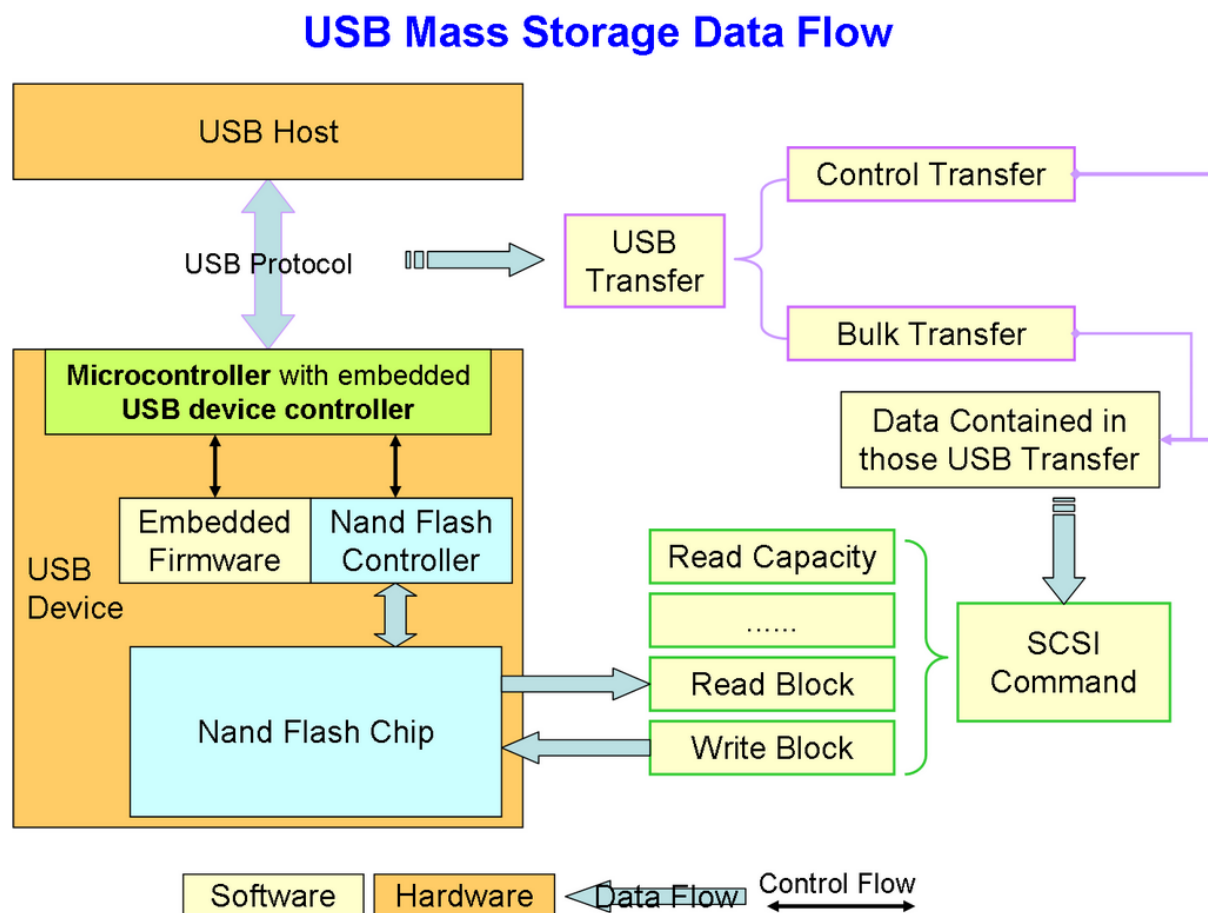 USB Mass Storage Data Flow
USB Host
USB Protocol
USB
Transfer
Control Transfer
Bulk Transfer
Data Contained in
those USB Transfer
Microcontroller with embedded
USB device controller
Embedded
Firmware
Nand Flash
Controller
USB
Device
Nand Flash Chip
Read Capacity
......
Read Block
Write Block
SCSI
Command
Software
Hardware
Data Flow
Control Flow